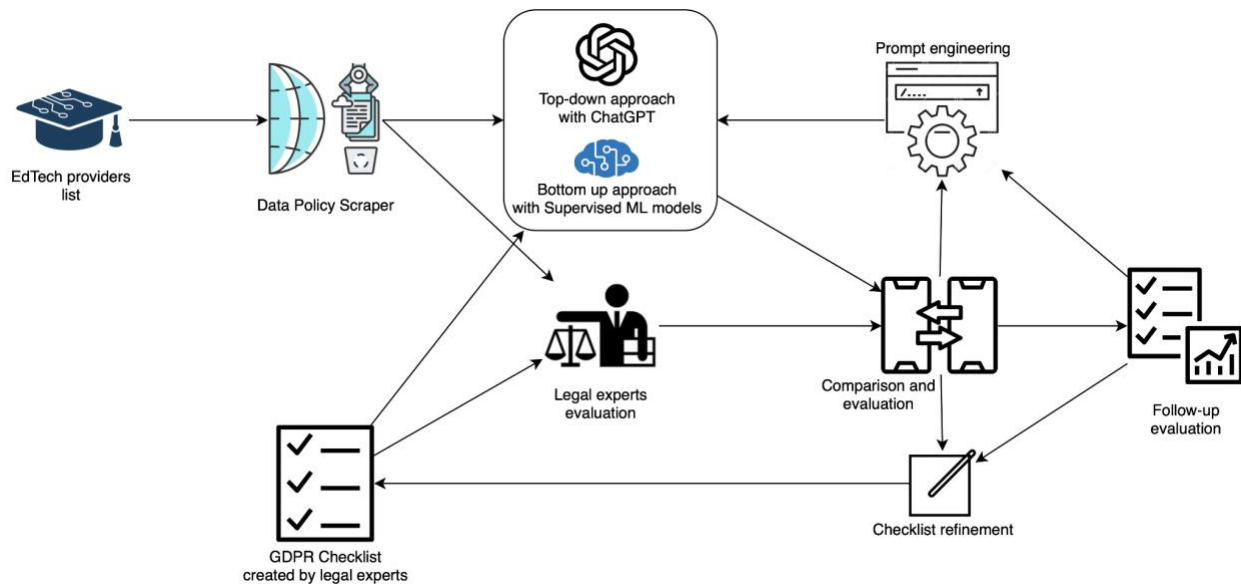 Prompt engineering
/....
Top-down approach
with ChatGPT
EdTech providers
list
Data Policy Scraper
Bottom up approach
with Supervised ML models
Legal experts
evaluation
Comparison and
evaluation
Follow-up
evaluation
Checklist refinement
GDPR Checklist
created by legal experts